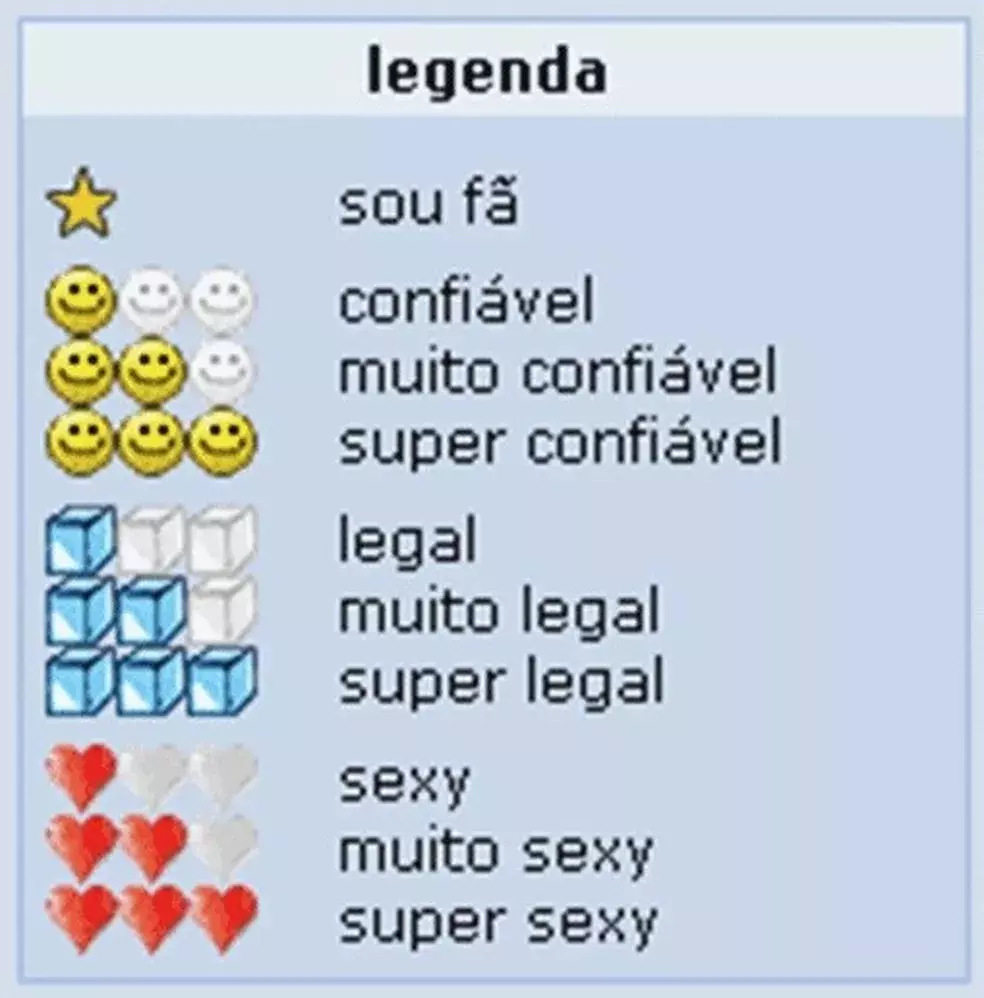 legenda
sou fã
confiável
muito confiável
super confiável
legal
muito legal
super legal
sexy
muito sexy
super sexy